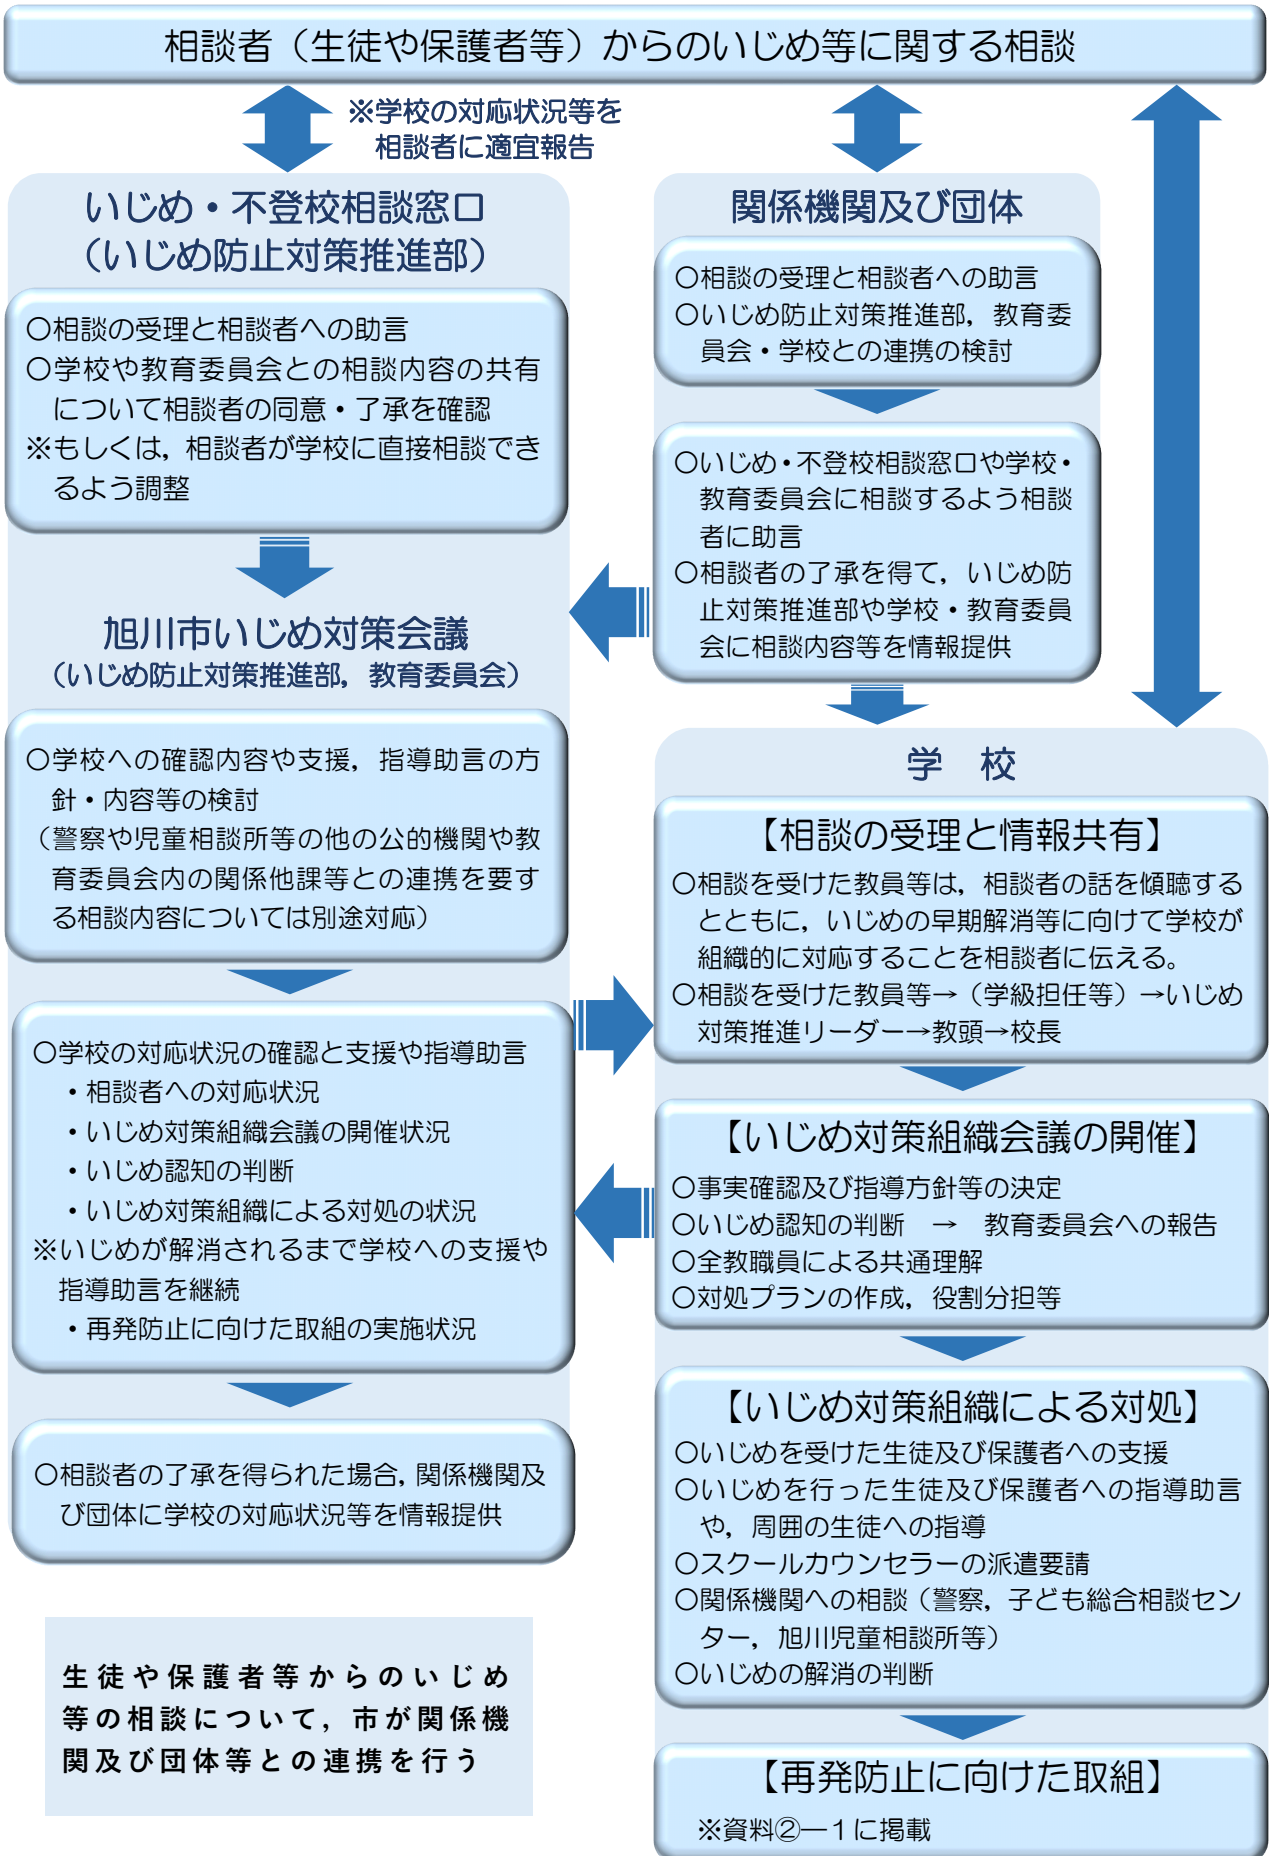 相談者（生徒や保護者等）からのいじめ等に関する相談
※学校の対応状況等を
相談者に適宜報告
いじめ・不登校相談窓口
（いじめ防止対策推進部）
〇相談の受理と相談者への助言
〇学校や教育委員会との相談内容の共有
について相談者の同意・了承を確認
※もしくは，相談者が学校に直接相談でき
るよう調整
旭川市いじめ対策会議
（いじめ防止対策推進部，教育委員会）
〇学校への確認内容や支援，指導助言の方
針・内容等の検討
（警察や児童相談所等の他の公的機関や教
育委員会内の関係他課等との連携を要す
る相談内容については別途対応）
〇学校の対応状況の確認と支援や指導助言
・相談者への対応状況
・いじめ対策組織会議の開催状況
・いじめ認知の判断
・いじめ対策組織による対処の状況
※いじめが解消されるまで学校への支援や
指導助言を継続
・再発防止に向けた取組の実施状況
〇相談者の了承を得られた場合，関係機関及
び団体に学校の対応状況等を情報提供
生徒や保護者等からのいじめ
等の相談について，市が関係機
関及び団体等との連携を行う
関係機関及び団体
〇相談の受理と相談者への助言
〇いじめ防止対策推進部，教育委
員会・学校との連携の検討
〇いじめ・不登校相談窓口や学校・
教育委員会に相談するよう相談
者に助言
〇相談者の了承を得て，いじめ防
止対策推進部や学校・教育委員
会に相談内容等を情報提供
学　校
【相談の受理と情報共有】
〇相談を受けた教員等は，相談者の話を傾聴する
とともに，いじめの早期解消等に向けて学校が
組織的に対応することを相談者に伝える。
〇相談を受けた教員等→（学級担任等）→いじめ
対策推進リーダー→教頭→校長
【いじめ対策組織会議の開催】
〇事実確認及び指導方針等の決定
〇いじめ認知の判断　→　教育委員会への報告
〇全教職員による共通理解
〇対処プランの作成，役割分担等
【いじめ対策組織による対処】
〇いじめを受けた生徒及び保護者への支援
〇いじめを行った生徒及び保護者への指導助言
や，周囲の生徒への指導
〇スクールカウンセラーの派遣要請
〇関係機関への相談（警察，子ども総合相談セン
ター，旭川児童相談所等）
〇いじめの解消の判断
【再発防止に向けた取組】
※資料②―１に掲載